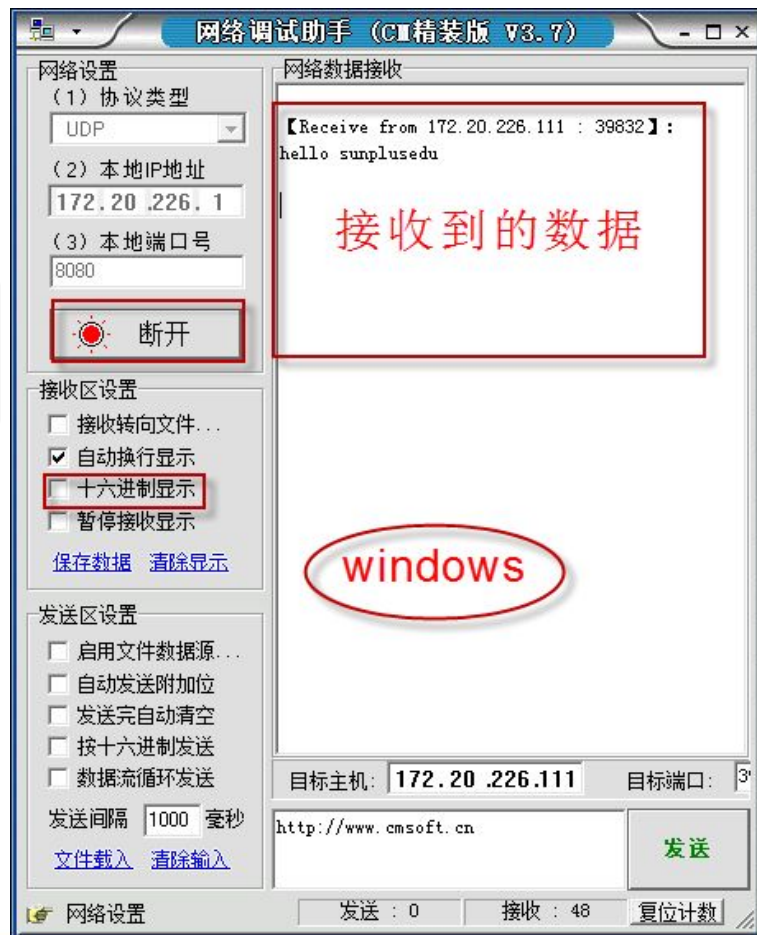 网络调试助手 (CM精装版 V3.7)
网络设置
(1) 协议类型
UDP
(2) 本地IP地址
172. 20 .226. 1
(3) 本地端口号
8080
断开
接收区设置
接收转向文件...
自动换行显示
十六进制显示
暂停接收显示
保存数据 清除显示
发送区设置
启用文件数据源...
自动发送附加位
发送完自动清空
按十六进制发送
数据流循环发送
发送间隔 1000 毫秒
文件载入 清除输入
网络数据接收
【Receive from 172.20.226.111 : 39832】:
hello sunplusedu
接收到的数据
windows
目标主机: 172. 20 .226.111 目标端口:
http://www.cmsoft.cn
发送
网络设置 发送 : 0 接收 : 48 复位计数